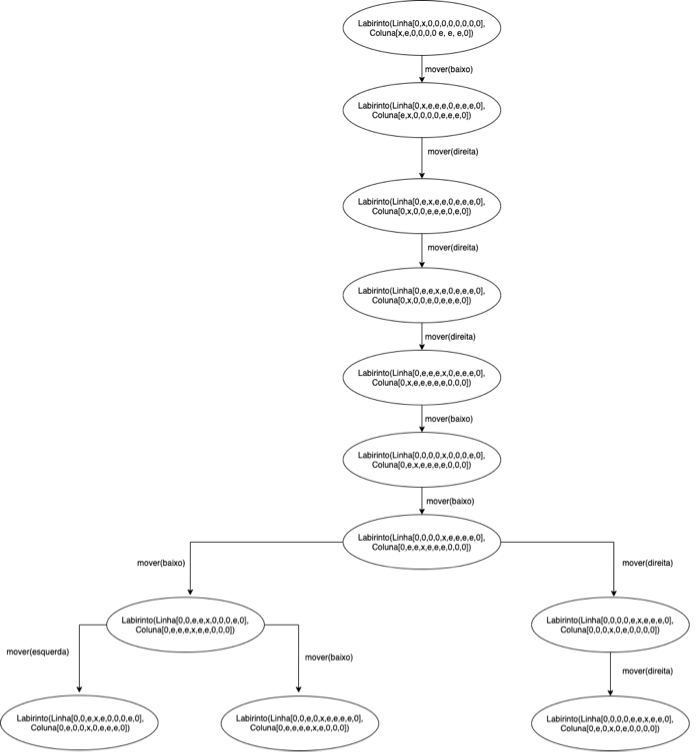 Labirinto(Linha[0,x,0,0,0,0,0,0,0,0],
Coluna[x,e,0,0,0,0 e, e, e,0])
mover(baixo)
Labirinto(Linha[0,x,e,e,e,0,e,e,e,0],
Coluna[e,x,0,0,0,0,e,e,e,0])
mover(direita)
Labirinto(Linha[0,e,x,e,e,0,e,e,e,0],
Coluna[0,x,0,0,e,e,e,0,e,0])
mover(direita)
Labirinto(Linha[0,e,e,x,e,0,e,e,e,0],
Coluna[0,x,0,0,e,0,e,e,e,0])
mover(direita)
Labirinto(Linha[0,e,e,e,x,0,e,e,e,0],
Coluna[0,x,e,e,e,e,e,0,0,0])
mover(baixo)
Labirinto(Linha[0,0,0,0,x,0,0,0,e,0],
Coluna[0,e,x,e,e,e,e,0,0,0])
mover(baixo)
Labirinto(Linha[0,0,0,0,x,e,e,e,e,0],
Coluna[0,e,e,x,e,e,e,0,0,0])
mover(baixo)
mover(direita)
Labirinto(Linha[0,0,e,e,x,0,0,0,e,0],
Coluna[0,e,e,e,x,e,e,0,0,0])
Labirinto(Linha[0,0,0,0,e,x,e,e,e,0],
Coluna[0,0,0,x,0,e,0,0,0,0])
mover(esquerda)
mover(baixo)
mover(direita)
Labirinto(Linha[0,0,e,x,e,0,0,0,e,0],
Coluna[0,e,0,0,x,0,e,e,e,0])
Labirinto(Linha[0,0,e,0,x,e,e,e,e,0],
Coluna[0,e,e,e,e,x,e,0,0,0])
Labirinto(Linha[0,0,0,0,e,e,x,e,e,0],
Coluna[0,e,0,x,0,e,0,0,0,0])